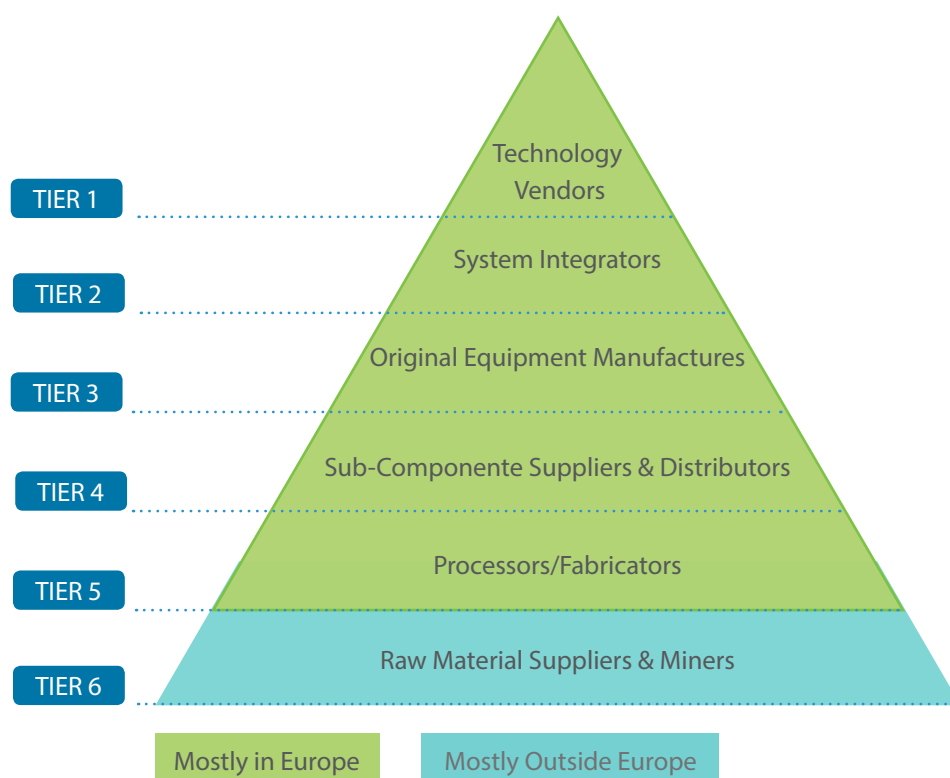 Technology
Vendors
TIER 1
System Integrators
TIER 2
Original Equipment Manufactures
TIER 3
Sub-Componente Suppliers & Distributors
TIER 4
Processors/Fabricators
TIER 5
Raw Material Suppliers & Miners
TIER 6
Mostly in Europe
Mostly Outside Europe